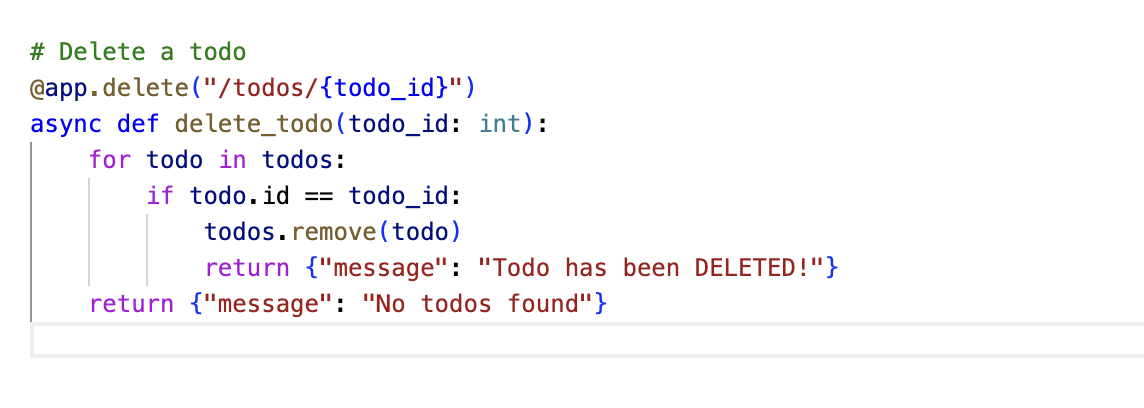 # Delete a todo
@app.delete("/todos/{todo_id}")
async def delete_todo(todo_id: int):
    for todo in todos:
        if todo.id == todo_id:
            todos.remove(todo)
            return {"message": "Todo has been DELETED!"}
    return {"message": "No todos found"}